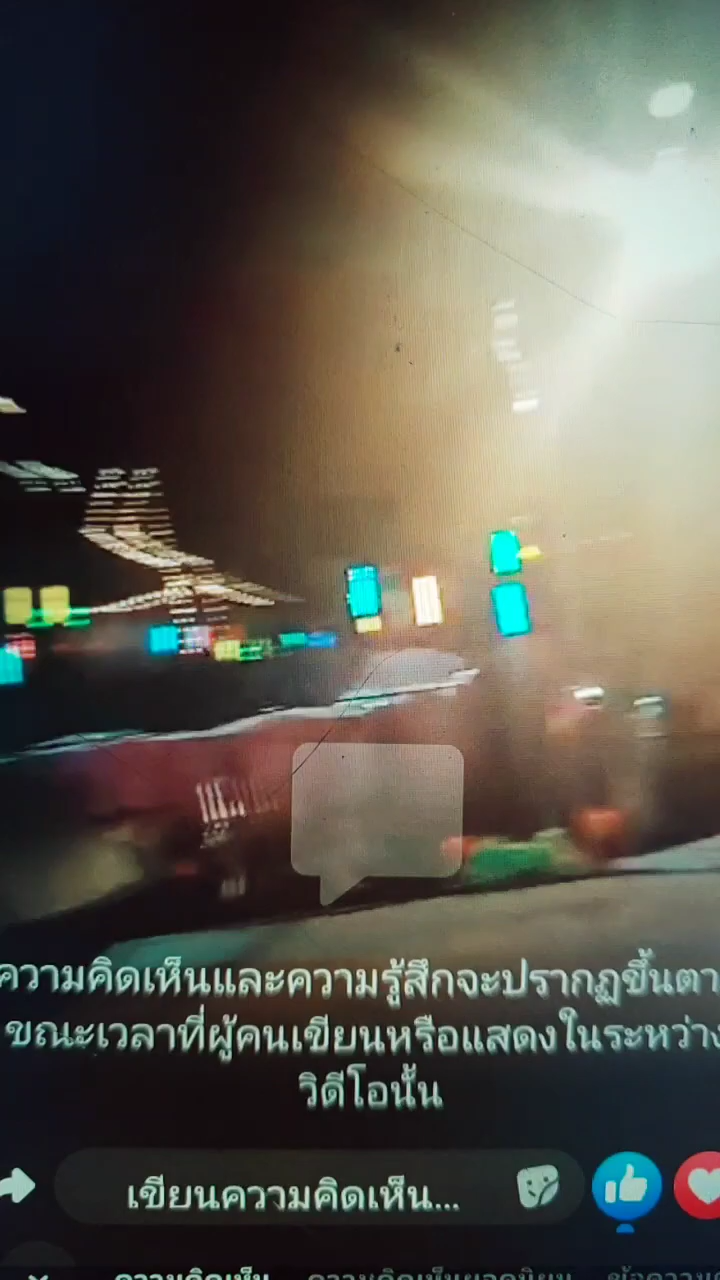 ความคิดเห็นและความรู้สึกจะปรากฏขึ้นตา
ขณะเวลาที่ผู้คนเขียนหรือแสดงในระหว่าง
วิดีโอนั้น
เขียนความคิดเห็น...